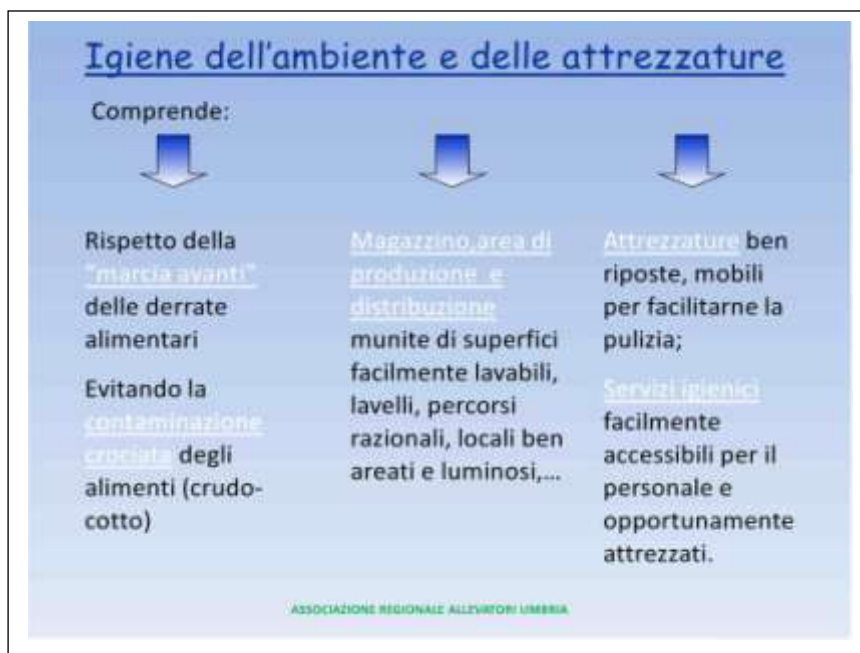 Igiene dell'ambiente e delle attrezzature
Comprende:
Rispetto della
"marcia avanti"
delle derrate
alimentari
Evitando la
contaminazione
crociata degli
alimenti (crudo-
cotto)
Magazzino,area di
produzione e
distribuzione
munite di superfici
facilmente lavabili,
lavelli, percorsi
razionali, locali ben
areati e luminosi,...
Attrezzature ben
riposte, mobili
per facilitarne la
pulizia;
Servizi igienici
facilmente
accessibili per il
personale e
opportunamente
attrezzati.
ASSOCIAZIONE REGIONALE ALLEVATORI UMBRIA